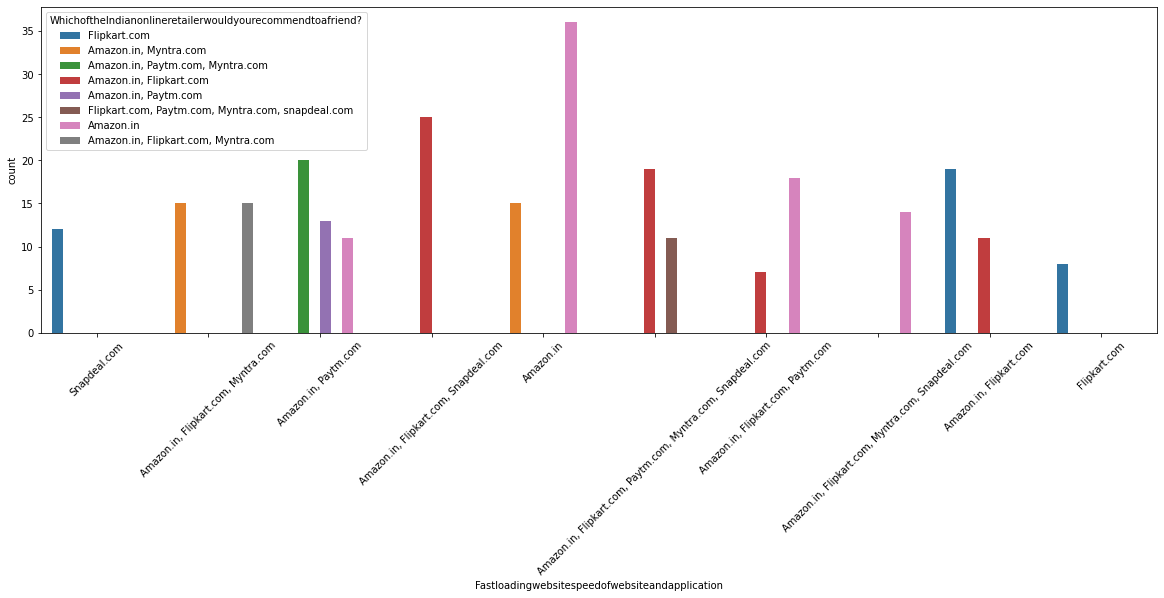 WhichoftheIndianonlineretailerwouldyourecommendtoafriend?
Flipkart.com
Amazon.in, Myntra.com
Amazon.in, Paytm.com, Myntra.com
Amazon.in, Flipkart.com
Amazon.in, Paytm.com
Flipkart.com, Paytm.com, Myntra.com, snapdeal.com
Amazon.in
Amazon.in, Flipkart.com, Myntra.com
count
35
30
25
20
15
10
5
0
Snapdeal.com
Amazon.in, Flipkart.com, Myntra.com
Amazon.in, Paytm.com
Amazon.in, Flipkart.com, Snapdeal.com
Amazon.in
Amazon.in, Flipkart.com, Paytm.com, Myntra.com, Snapdeal.com
Amazon.in, Flipkart.com, Paytm.com
Amazon.in, Flipkart.com, Myntra.com, Snapdeal.com
Amazon.in, Flipkart.com
Flipkart.com
Fastloadingwebsitespeedofwebsiteandapplication